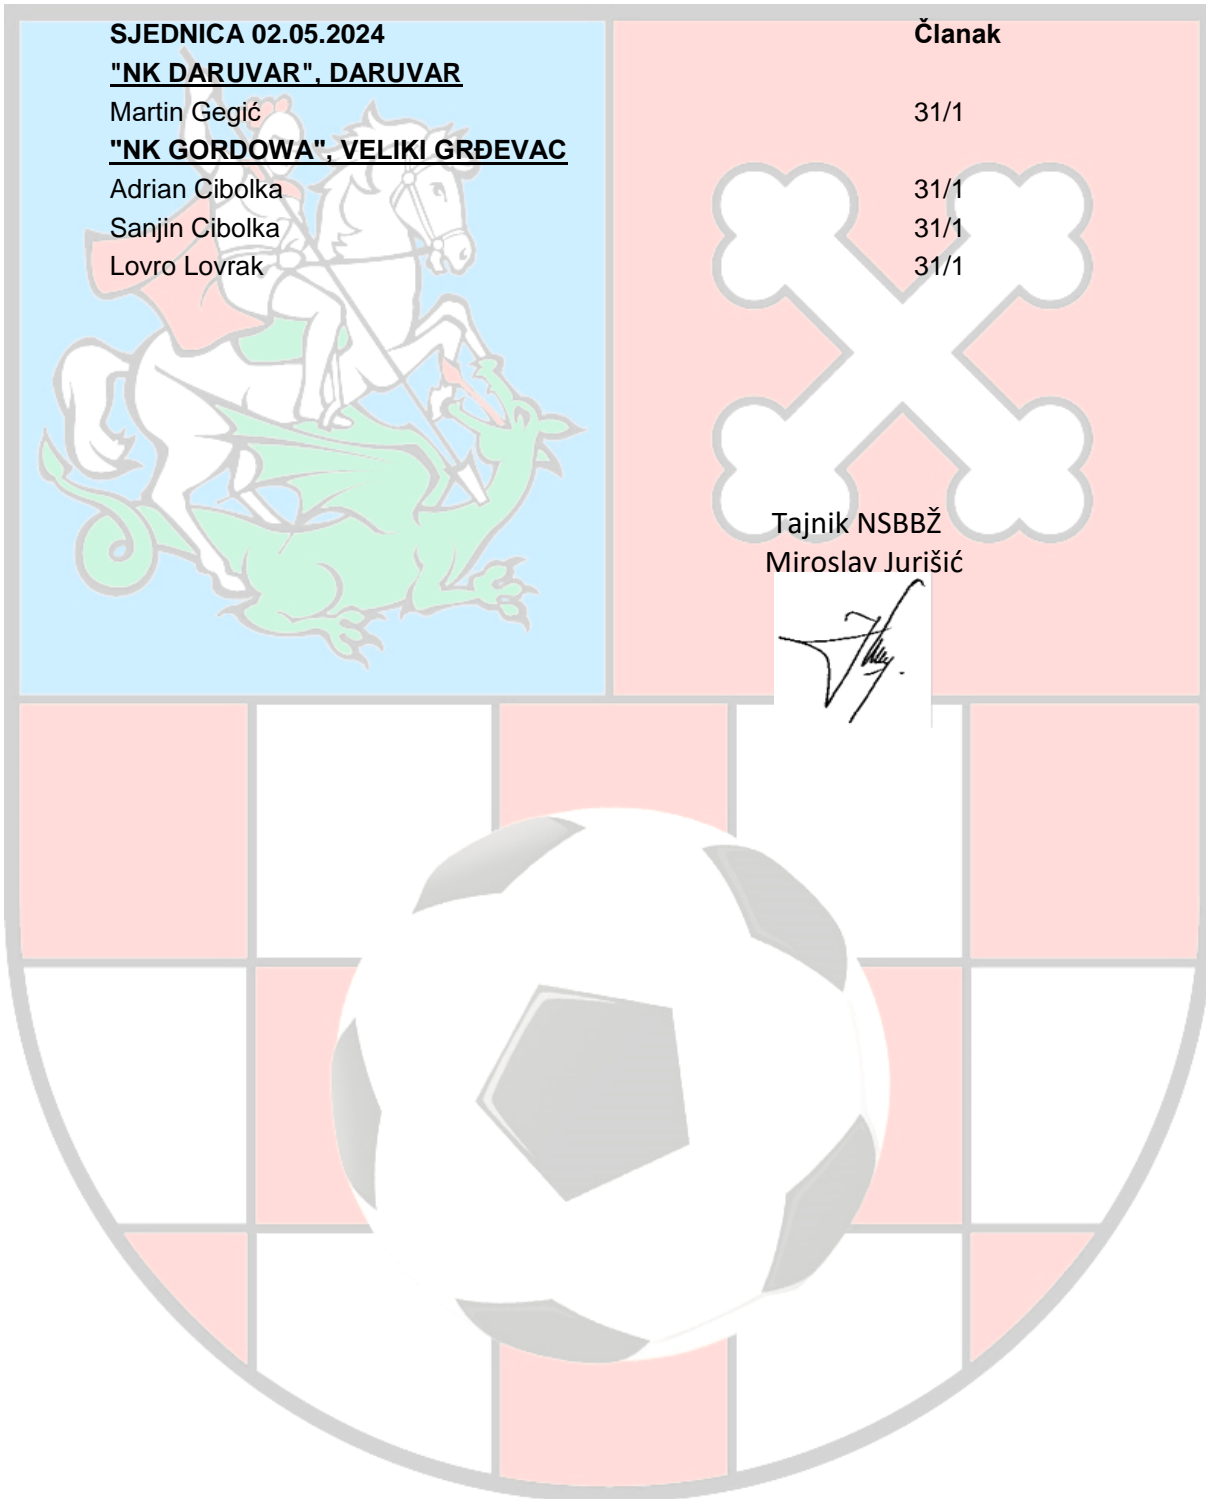 SJEDNICA 02.05.2024 Članak
"NK DARUVAR", DARUVAR
Martin Gegić 31/1
"NK GORDOWA", VELIKI GRĐEVAC
Adrian Cibolka 31/1
Sanjin Cibolka 31/1
Lovro Lovrak 31/1
Tajnik NSBBŽ
Miroslav Jurišić